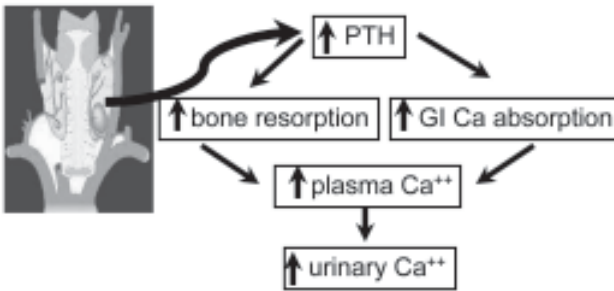 ↑ PTH
↑ bone resorption
↑ GI Ca absorption
↑ plasma Ca⁺⁺
↑ urinary Ca⁺⁺